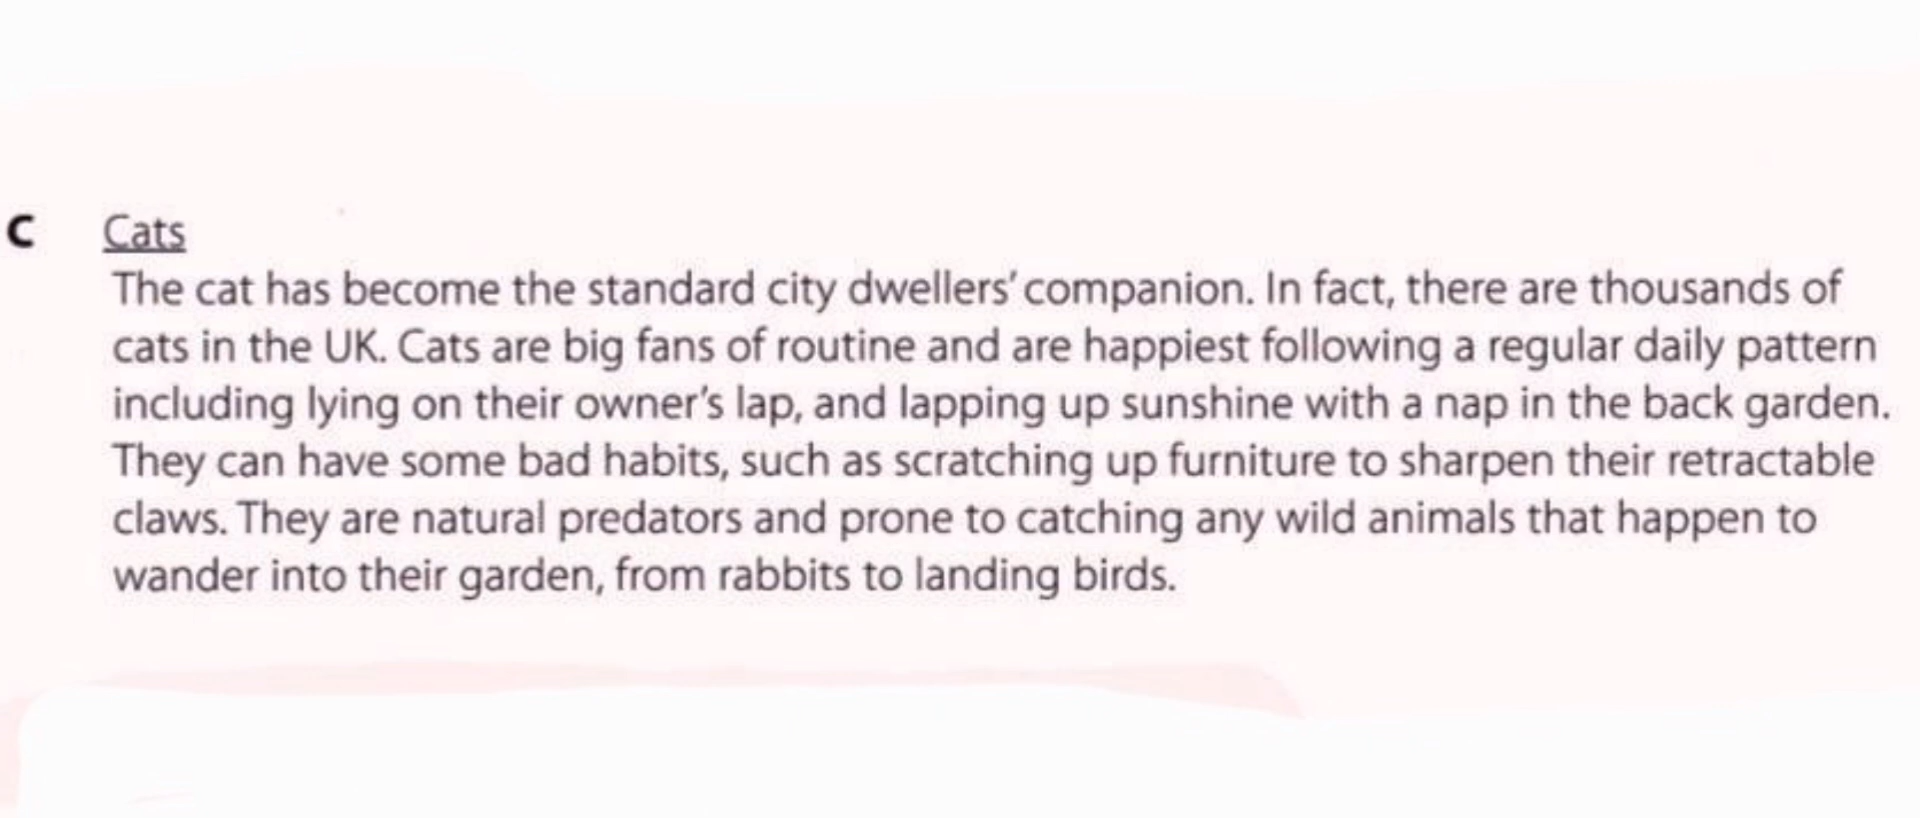 C Cats
The cat has become the standard city dwellers' companion. In fact, there are thousands of
cats in the UK. Cats are big fans of routine and are happiest following a regular daily pattern
including lying on their owner's lap, and lapping up sunshine with a nap in the back garden.
They can have some bad habits, such as scratching up furniture to sharpen their retractable
claws. They are natural predators and prone to catching any wild animals that happen to
wander into their garden, from rabbits to landing birds.